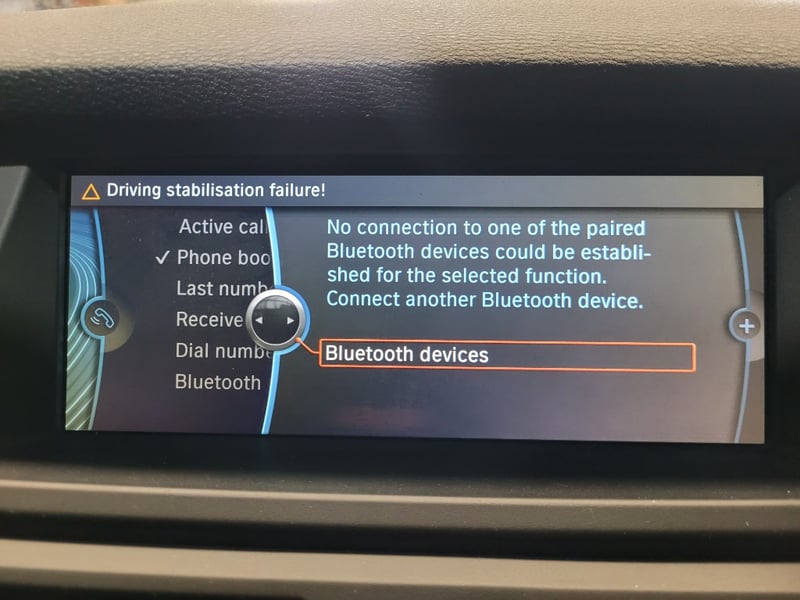 Driving stabilisation failure!
Active cal
✓ Phone boo
Last numb
Receive
Dial numb
Bluetooth
No connection to one of the paired
Bluetooth devices could be establi-
shed for the selected function.
Connect another Bluetooth device.
Bluetooth devices